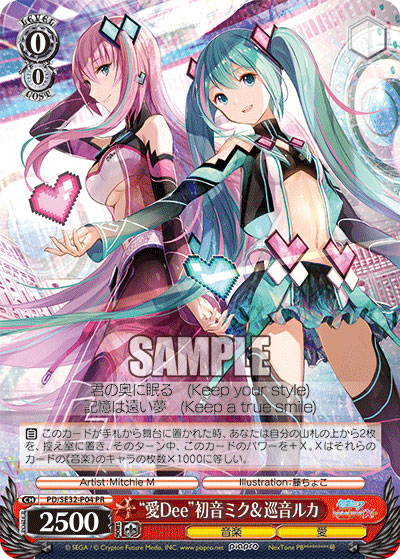 LEVEL
0
0
COST
SAMPLE
君の奥に眠る (Keep your style)
記憶は遠い夢 (Keep a true smile)
Artist:Mitchie M
Illustration:藤ちょこ
自 このカードが手札から舞台に置かれた時、あなたは自分の山札の上から2枚
を、控え室に置き、そのターン中、このカードのパワーを＋X。Xはそれらの
カードの《音楽》のキャラの枚数×1000に等しい。
CH
PD/SE32-P04 PR
2500
“愛Dee”初音ミク&巡音ルカ
音楽
愛
© SEGA / © Crypton Future Media, INC. www.piapro.net piapro NexTone PB*********号